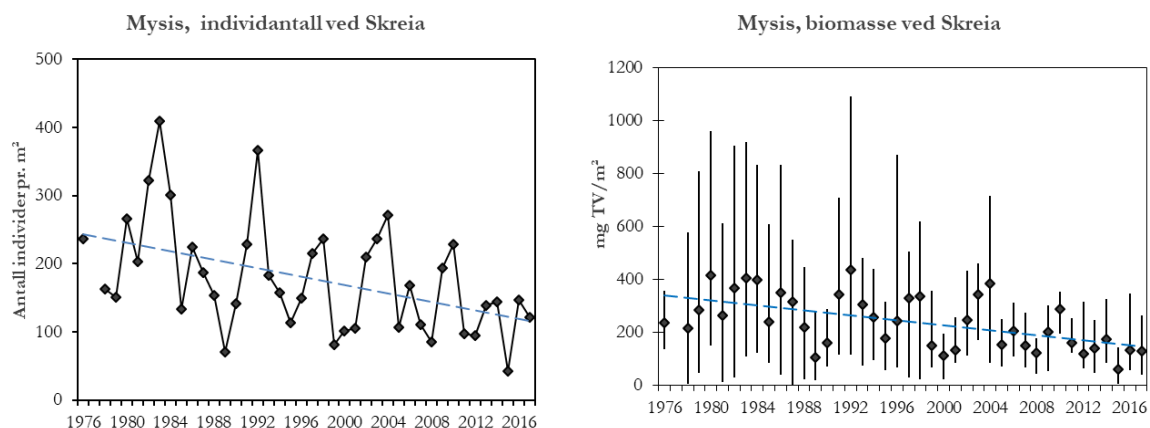 Mysis, individantall ved Skreia
Antall individer pr. m²
500
400
300
200
100
0
1976 1980 1984 1988 1992 1996 2000 2004 2008 2012 2016
Mysis, biomasse ved Skreia
mg TV/m²
1200
1000
800
600
400
200
0
1976 1980 1984 1988 1992 1996 2000 2004 2008 2012 2016